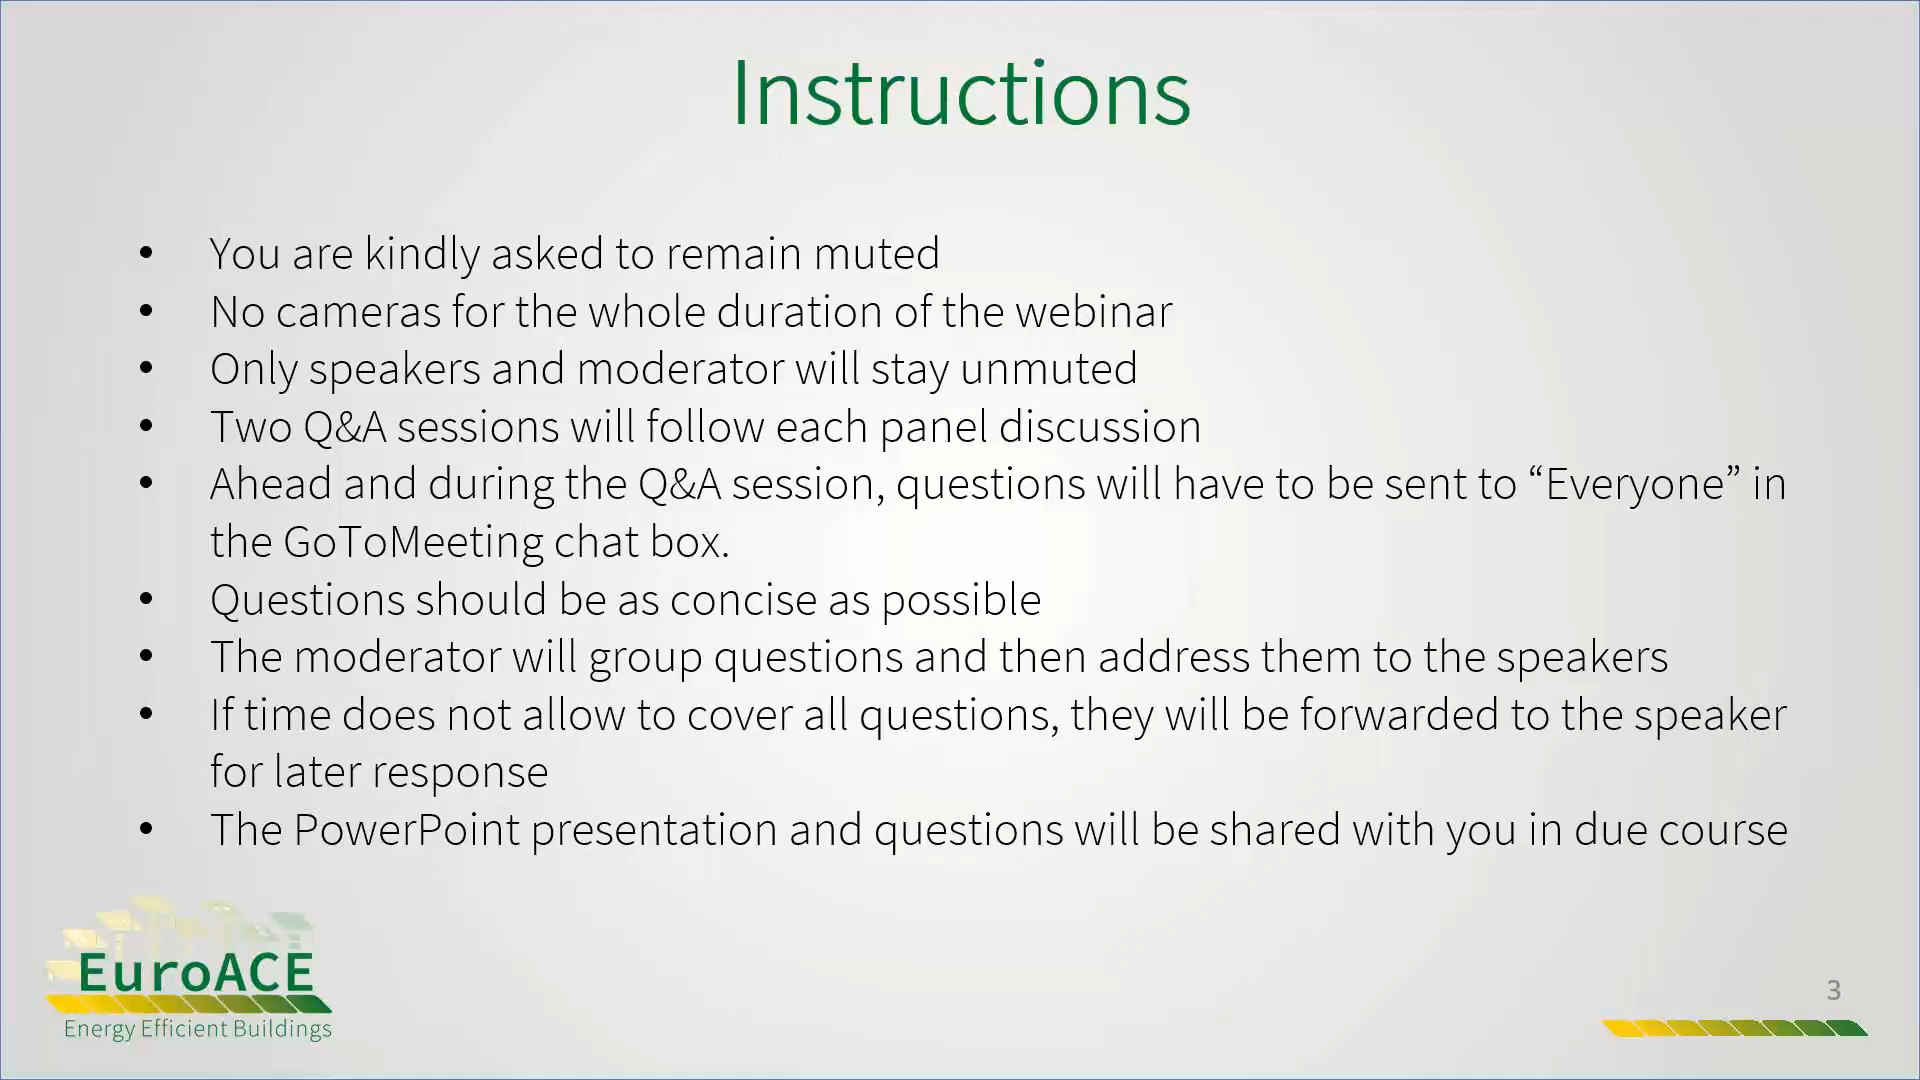 Instructions
• You are kindly asked to remain muted
• No cameras for the whole duration of the webinar
• Only speakers and moderator will stay unmuted
• Two Q&A sessions will follow each panel discussion
• Ahead and during the Q&A session, questions will have to be sent to “Everyone” in
the GoToMeeting chat box.
• Questions should be as concise as possible
• The moderator will group questions and then address them to the speakers
• If time does not allow to cover all questions, they will be forwarded to the speaker
for later response
• The PowerPoint presentation and questions will be shared with you in due course
EuroACE
Energy Efficient Buildings
3